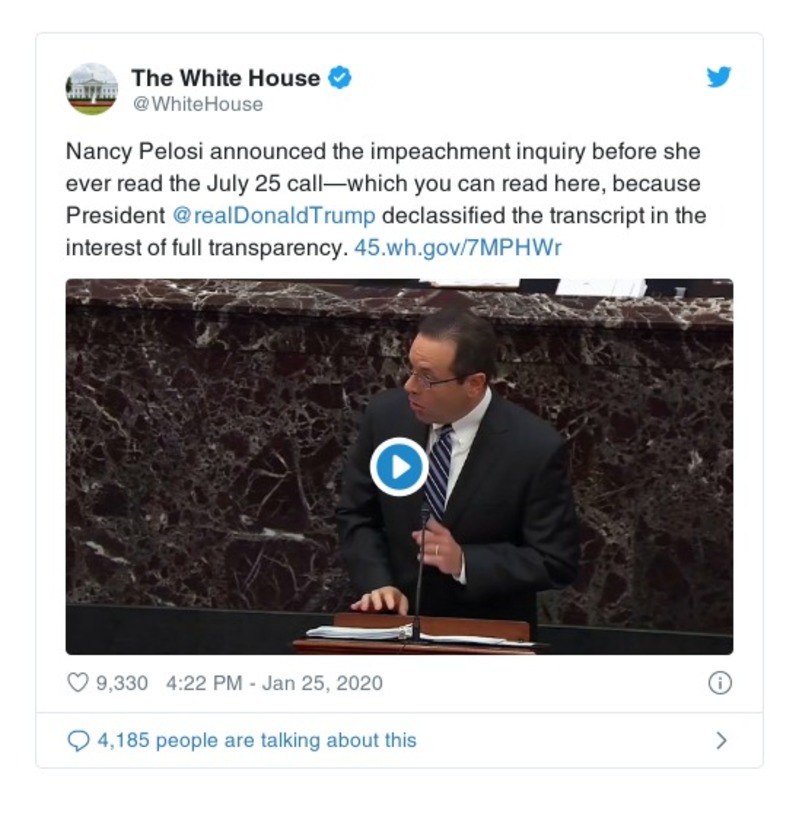 The White House
@WhiteHouse
Nancy Pelosi announced the impeachment inquiry before she
ever read the July 25 call—which you can read here, because
President @realDonaldTrump declassified the transcript in the
interest of full transparency. 45.wh.gov/7MPHWr
9,330 4:22 PM - Jan 25, 2020
4,185 people are talking about this